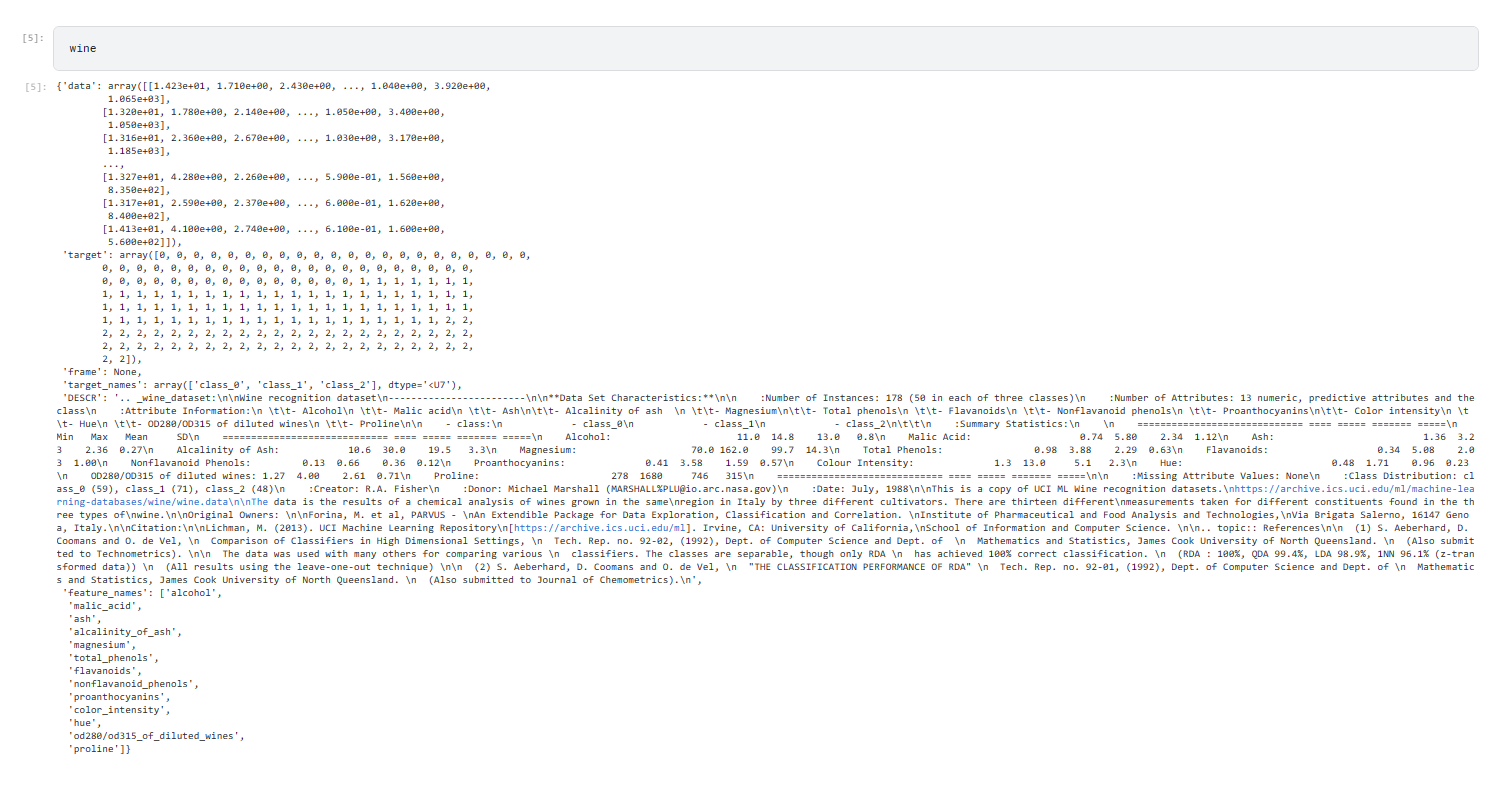 [5]:
wine
[5]: {'data': array([[1.423e+01, 1.710e+00, 2.430e+00, ..., 1.040e+00, 3.920e+00,
1.065e+03],
[1.320e+01, 1.780e+00, 2.140e+00, ..., 1.050e+00, 3.400e+00,
1.050e+03],
[1.316e+01, 2.360e+00, 2.670e+00, ..., 1.030e+00, 3.170e+00,
1.185e+03],
...,
[1.327e+01, 4.280e+00, 2.260e+00, ..., 5.900e-01, 1.560e+00,
8.350e+02],
[1.317e+01, 2.590e+00, 2.370e+00, ..., 6.000e-01, 1.620e+00,
8.400e+02],
[1.413e+01, 4.100e+00, 2.740e+00, ..., 6.100e-01, 1.600e+00,
5.600e+02]]),
'target': array([0, 0, 0, 0, 0, 0, 0, 0, 0, 0, 0, 0, 0, 0, 0, 0, 0, 0, 0, 0, 0, 0,
0, 0, 0, 0, 0, 0, 0, 0, 0, 0, 0, 0, 0, 0, 0, 0, 0, 0, 0, 0, 0, 0,
0, 0, 0, 0, 0, 0, 0, 0, 0, 0, 0, 0, 0, 0, 0, 1, 1, 1, 1, 1, 1, 1,
1, 1, 1, 1, 1, 1, 1, 1, 1, 1, 1, 1, 1, 1, 1, 1, 1, 1, 1, 1, 1, 1,
1, 1, 1, 1, 1, 1, 1, 1, 1, 1, 1, 1, 1, 1, 1, 1, 1, 1, 1, 1, 1, 1,
1, 1, 1, 1, 1, 1, 1, 1, 1, 1, 1, 1, 1, 1, 1, 1, 1, 1, 1, 1, 2, 2,
2, 2, 2, 2, 2, 2, 2, 2, 2, 2, 2, 2, 2, 2, 2, 2, 2, 2, 2, 2, 2, 2,
2, 2, 2, 2, 2, 2, 2, 2, 2, 2, 2, 2, 2, 2, 2, 2, 2, 2, 2, 2, 2, 2,
2, 2]),
'frame': None,
'target_names': array(['class_0', 'class_1', 'class_2'], dtype='<U7'),
'DESCR': '.. _wine_dataset:\n\nWine recognition dataset\n------------------------\n\n**Data Set Characteristics:**\n\n    :Number of Instances: 178 (50 in each of three classes)\n    :Number of Attributes: 13 numeric, predictive attributes and the
class\n    :Attribute Information:\n \t\t- Alcohol\n \t\t- Malic acid\n \t\t- Ash\n\t\t- Alcalinity of ash  \n \t\t- Magnesium\n\t\t- Total phenols\n \t\t- Flavanoids\n \t\t- Nonflavanoid phenols\n \t\t- Proanthocyanins\n\t\t- Color intensity\n \t
\t- Hue\n \t\t- OD280/OD315 of diluted wines\n \t\t- Proline\n\n    - class:\n            - class_0\n            - class_1\n            - class_2\n\t\t\n    :Summary Statistics:\n    \n    ============================= ==== ===== ======= =====\n
Min   Max   Mean     SD\n    ============================= ==== ===== ======= =====\n    Alcohol:                      11.0  14.8    13.0   0.8\n    Malic Acid:                   0.74  5.80    2.34  1.12\n    Ash:                          1.36  3.2
3    2.36  0.27\n    Alcalinity of Ash:            10.6  30.0    19.5   3.3\n    Magnesium:                    70.0 162.0    99.7  14.3\n    Total Phenols:                0.98  3.88    2.29  0.63\n    Flavanoids:                   0.34  5.08    2.0
3  1.00\n    Nonflavanoid Phenols:         0.13  0.66    0.36  0.12\n    Proanthocyanins:              0.41  3.58    1.59  0.57\n    Colour Intensity:              1.3  13.0     5.1   2.3\n    Hue:                          0.48  1.71    0.96  0.23
\n    OD280/OD315 of diluted wines: 1.27  4.00    2.61  0.71\n    Proline:                       278  1680     746   315\n    ============================= ==== ===== ======= =====\n\n    :Missing Attribute Values: None\n    :Class Distribution: cl
ass_0 (59), class_1 (71), class_2 (48)\n    :Creator: R.A. Fisher\n    :Donor: Michael Marshall (MARSHALL%PLU@io.arc.nasa.gov)\n    :Date: July, 1988\n\nThis is a copy of UCI ML Wine recognition datasets.\nhttps://archive.ics.uci.edu/ml/machine-lea
rning-databases/wine/wine.data\n\nThe data is the results of a chemical analysis of wines grown in the same\nregion in Italy by three different cultivators. There are thirteen different\nmeasurements taken for different constituents found in the th
ree types of\nwine.\n\nOriginal Owners: \n\nForina, M. et al, PARVUS - \nAn Extendible Package for Data Exploration, Classification and Correlation. \nInstitute of Pharmaceutical and Food Analysis and Technologies,\nVia Brigata Salerno, 16147 Geno
a, Italy.\n\nCitation:\n\nLichman, M. (2013). UCI Machine Learning Repository\n[https://archive.ics.uci.edu/ml]. Irvine, CA: University of California,\nSchool of Information and Computer Science. \n\n.. topic:: References\n\n  (1) S. Aeberhard, D.
Coomans and O. de Vel, \n  Comparison of Classifiers in High Dimensional Settings, \n  Tech. Rep. no. 92-02, (1992), Dept. of Computer Science and Dept. of  \n  Mathematics and Statistics, James Cook University of North Queensland. \n  (Also submit
ted to Technometrics). \n\n  The data was used with many others for comparing various \n  classifiers. The classes are separable, though only RDA \n  has achieved 100% correct classification. \n  (RDA : 100%, QDA 99.4%, LDA 98.9%, 1NN 96.1% (z-tran
sformed data)) \n  (All results using the leave-one-out technique) \n\n  (2) S. Aeberhard, D. Coomans and O. de Vel, \n  "THE CLASSIFICATION PERFORMANCE OF RDA" \n  Tech. Rep. no. 92-01, (1992), Dept. of Computer Science and Dept. of \n  Mathematic
s and Statistics, James Cook University of North Queensland. \n  (Also submitted to Journal of Chemometrics).\n',
'feature_names': ['alcohol',
'malic_acid',
'ash',
'alcalinity_of_ash',
'magnesium',
'total_phenols',
'flavanoids',
'nonflavanoid_phenols',
'proanthocyanins',
'color_intensity',
'hue',
'od280/od315_of_diluted_wines',
'proline']}